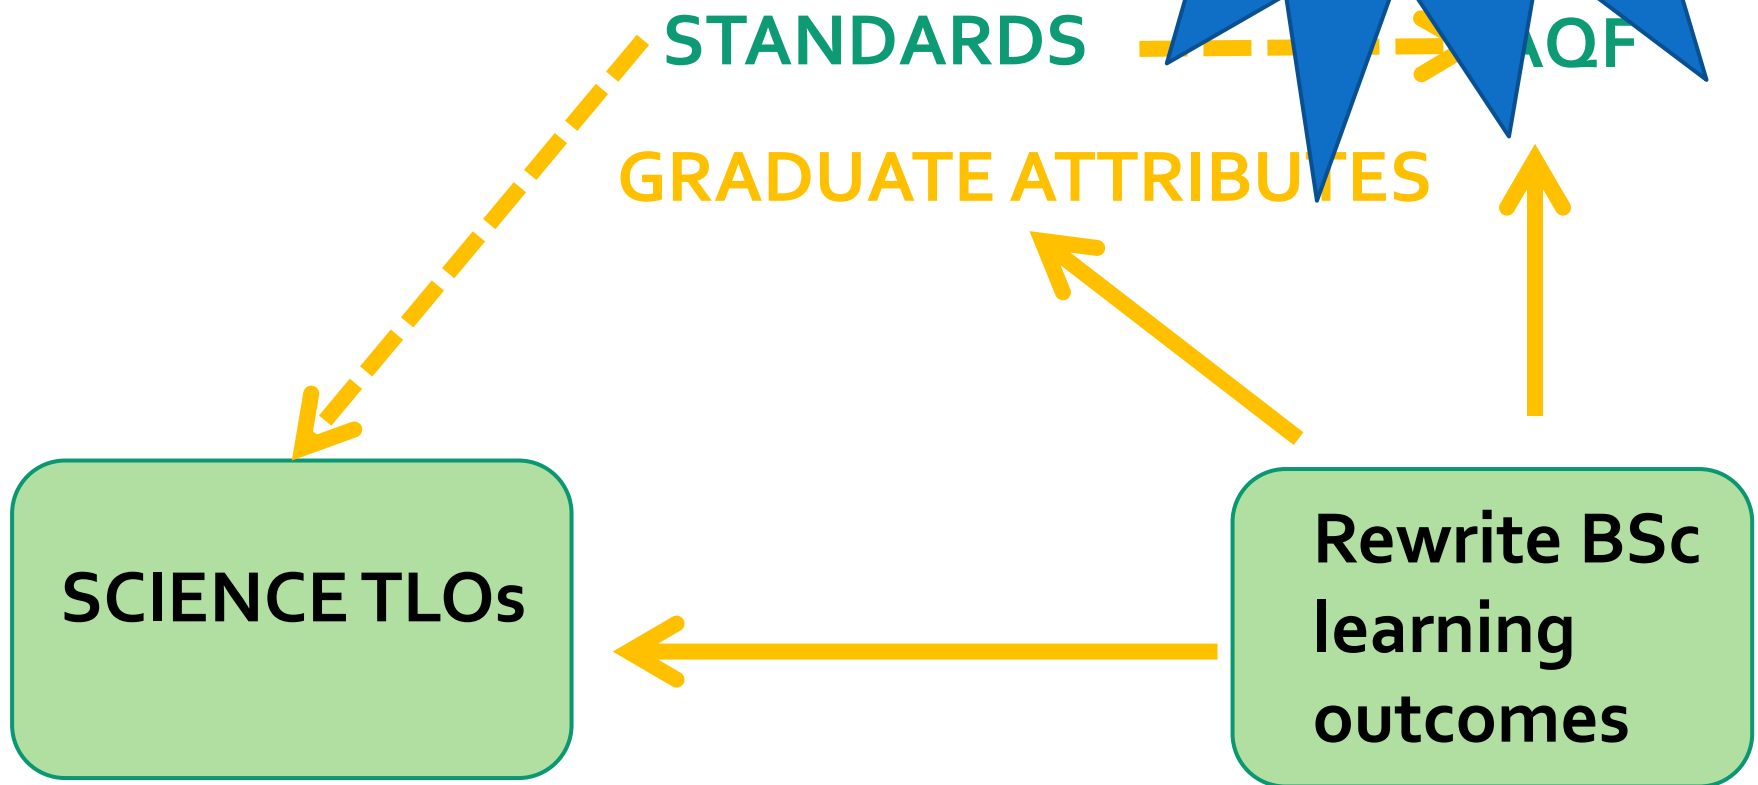 STANDARDS AQF
GRADUATE ATTRIBUTES
SCIENCE TLOs
Rewrite BSc
learning
outcomes